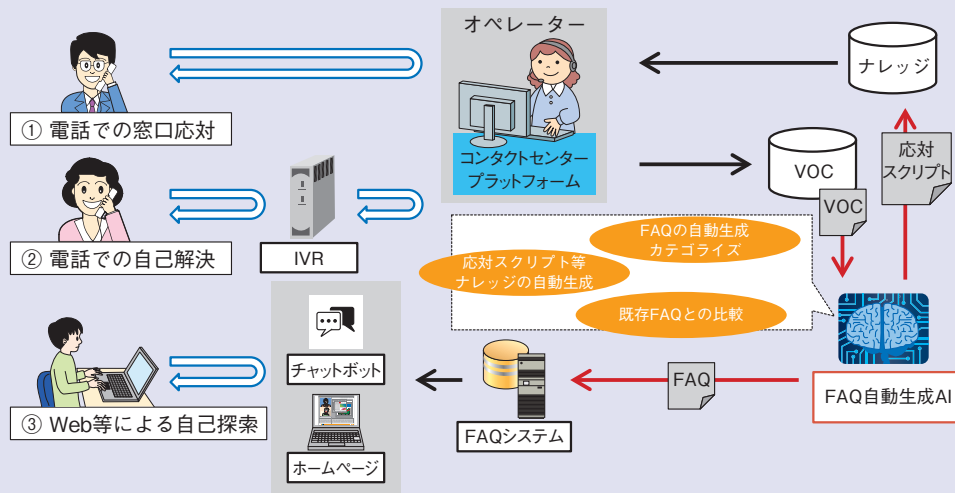 オペレーター
ナレッジ
① 電話での窓口応対
コンタクトセンター
プラットフォーム
VOC
VOC
応対
スクリプト
② 電話での自己解決
IVR
FAQの自動生成
カテゴライズ
応対スクリプト等
ナレッジの自動生成
既存FAQとの比較
チャットボット
FAQ
FAQ自動生成AI
③ Web等による自己探索
FAQシステム
ホームページ